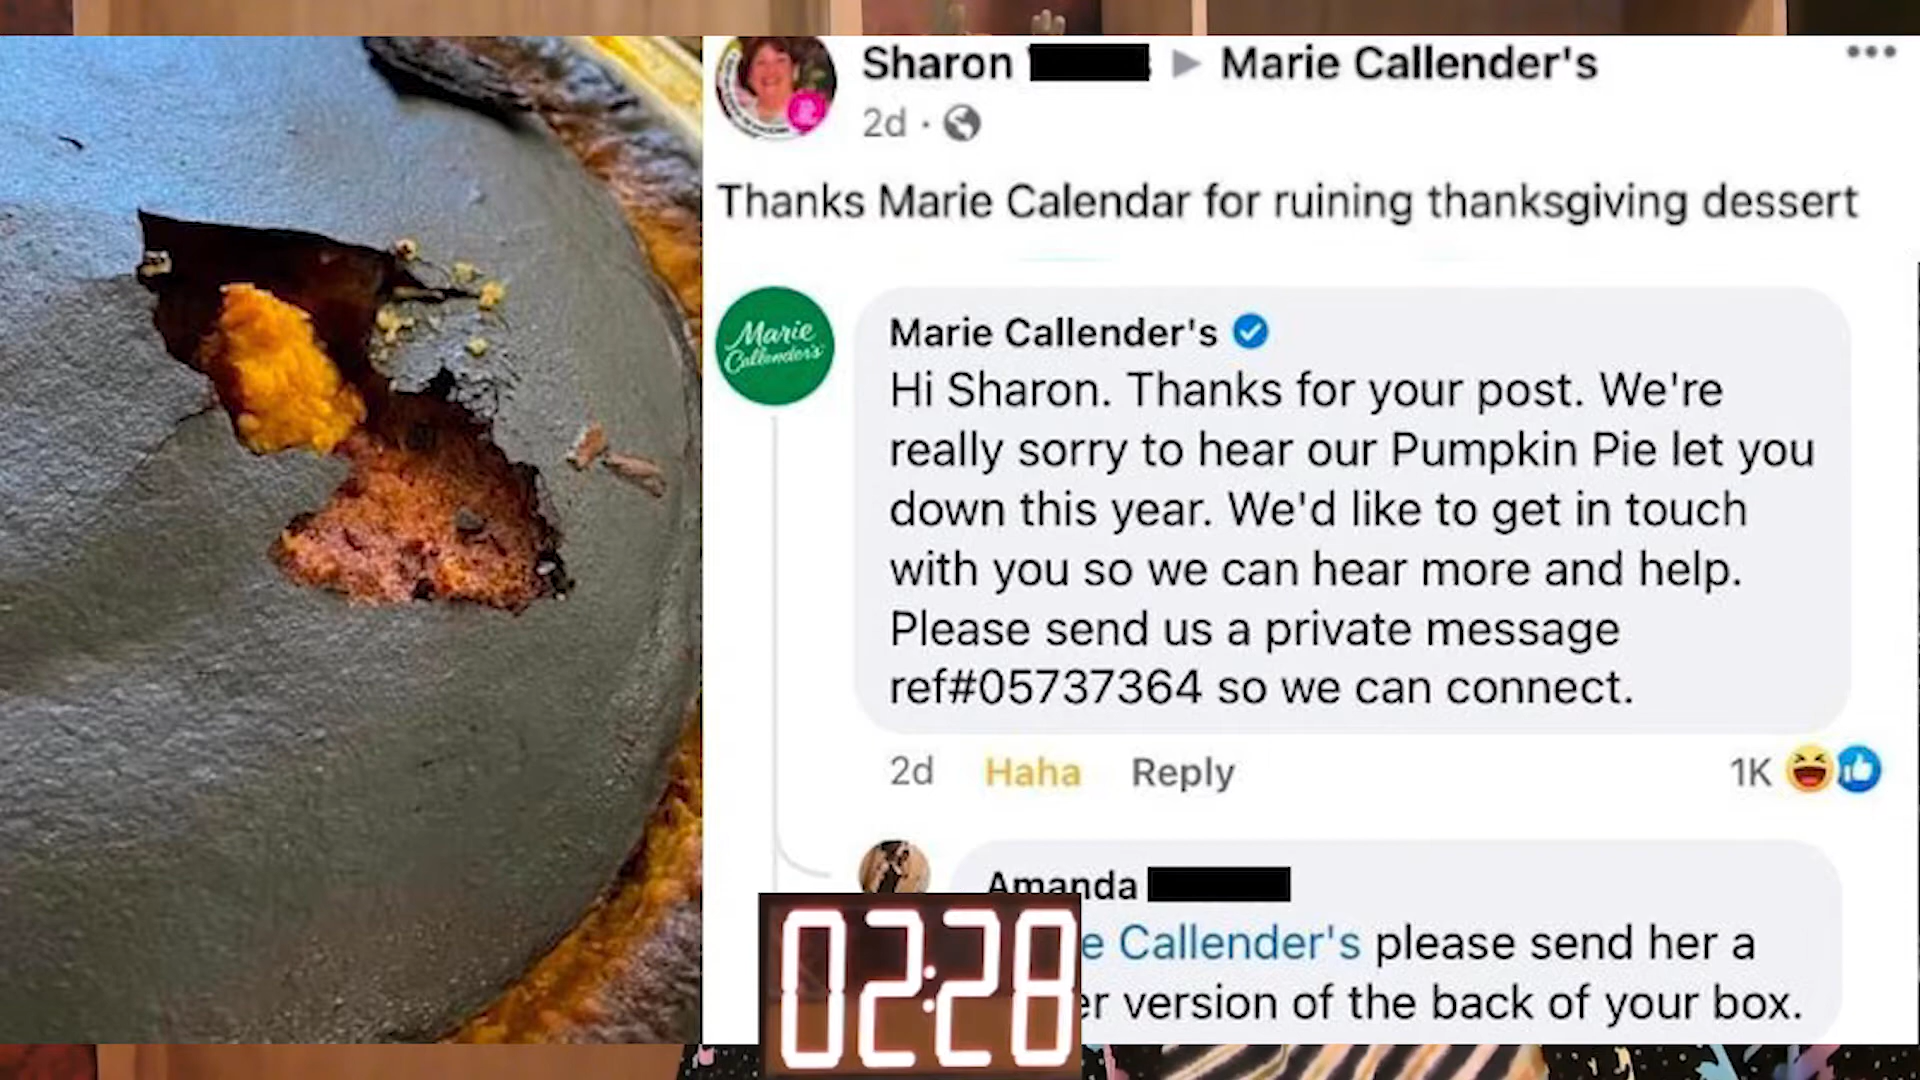 Sharon
Marie Callender's
2d
Thanks Marie Calendar for ruining thanksgiving dessert
Marie Callender's
Marie Callender's
Hi Sharon. Thanks for your post. We're
really sorry to hear our Pumpkin Pie let you
down this year. We'd like to get in touch
with you so we can hear more and help.
Please send us a private message
ref#05737364 so we can connect.
2d Haha Reply 1K
Amanda
e Callender's please send her a
er version of the back of your box.
02:28